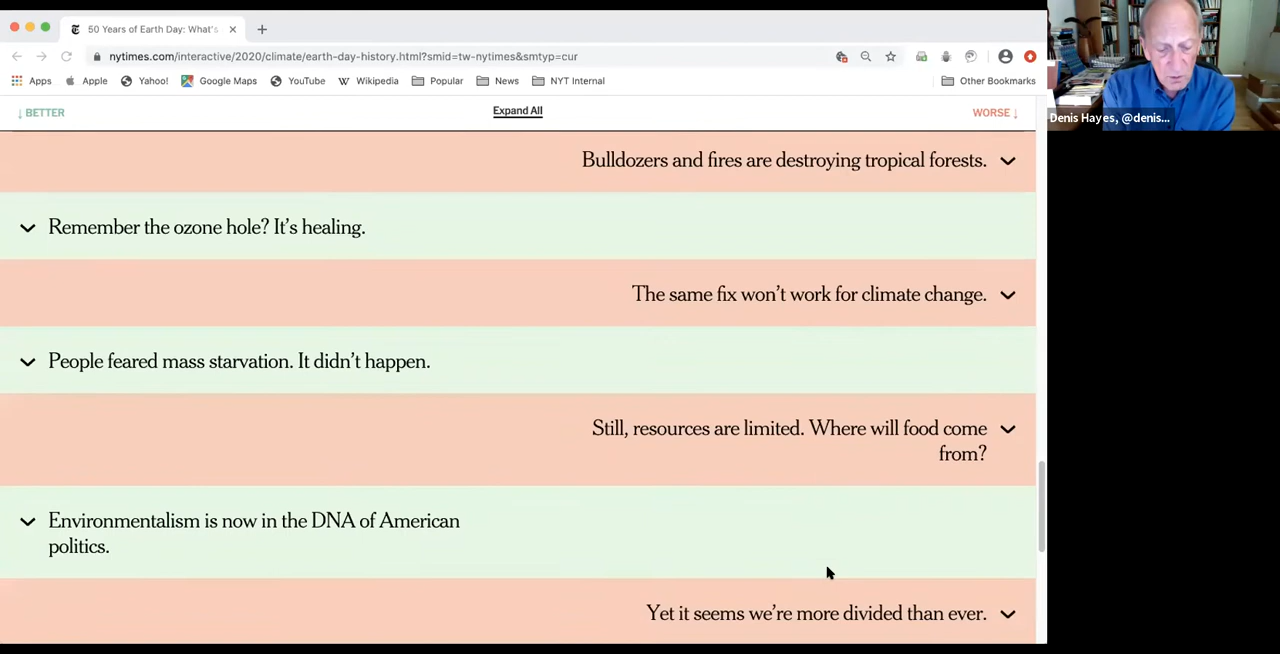 50 Years of Earth Day: What's
nytimes.com/interactive/2020/climate/earth-day-history.html?smid=tw-nytimes&smtyp=cur
Apps Apple Yahoo! Google Maps YouTube Wikipedia Popular News NYT Internal Other Bookmarks
↓ BETTER Expand All WORSE ↓
Bulldozers and fires are destroying tropical forests.
Remember the ozone hole? It's healing.
The same fix won't work for climate change.
People feared mass starvation. It didn't happen.
Still, resources are limited. Where will food come
from?
Environmentalism is now in the DNA of American
politics.
Yet it seems we're more divided than ever.
Denis Hayes, @denis...